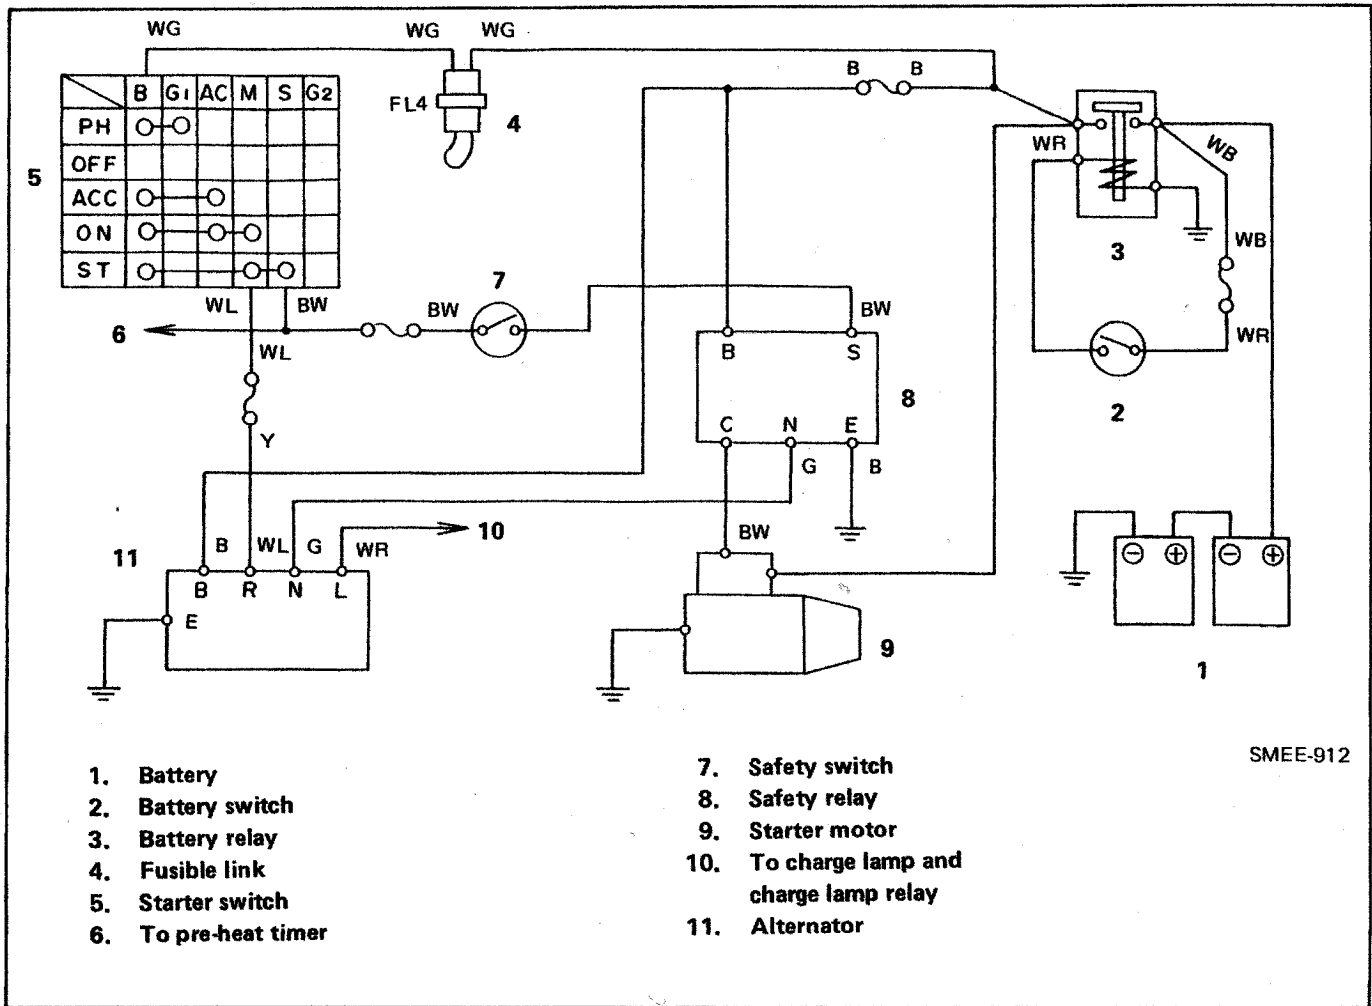 WG WG WG
B B
B G1 AC M S G2
FL4 4
PH
WR WB
OFF
5
ACC
ON
WB
3
ST
7
WL BW BW BW
6
WL
WR
B S
2
8
C N E
Y
G B
BW
10
11 B WL G WR
B R N L
E
9
1
SMEE-912
1. Battery
2. Battery switch
3. Battery relay
4. Fusible link
5. Starter switch
6. To pre-heat timer
7. Safety switch
8. Safety relay
9. Starter motor
10. To charge lamp and
charge lamp relay
11. Alternator